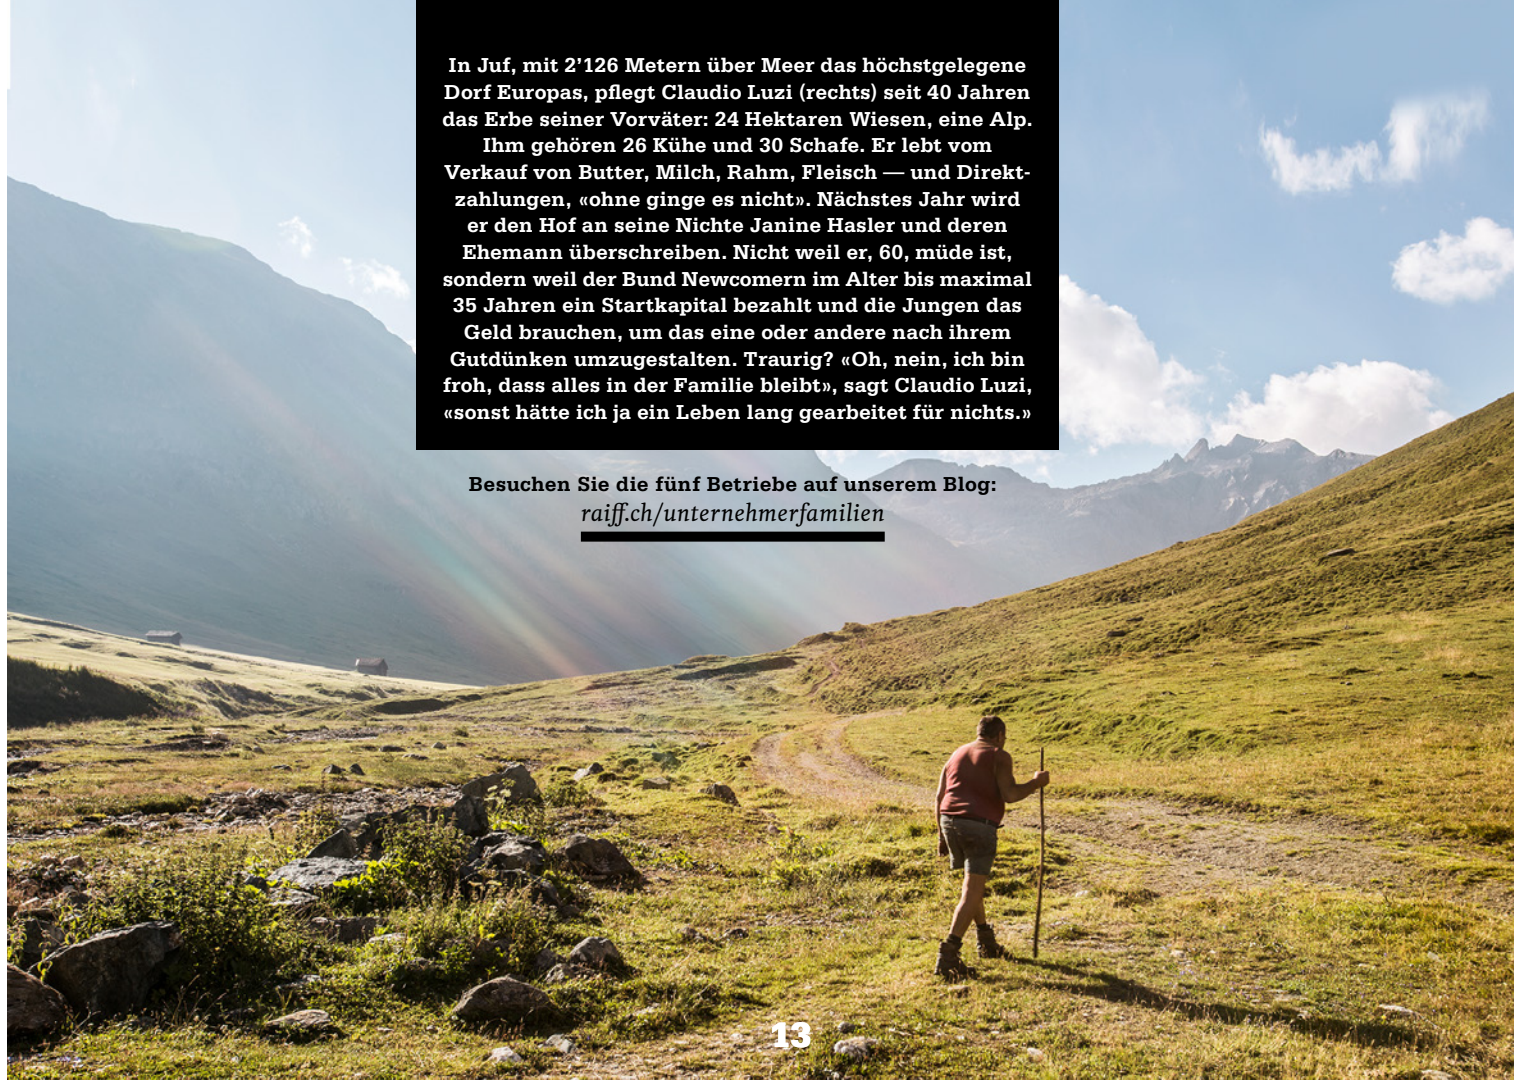 In Juf, mit 2’126 Metern über Meer das höchstgelegene
Dorf Europas, pflegt Claudio Luzi (rechts) seit 40 Jahren
das Erbe seiner Vorväter: 24 Hektaren Wiesen, eine Alp.
Ihm gehören 26 Kühe und 30 Schafe. Er lebt vom
Verkauf von Butter, Milch, Rahm, Fleisch — und Direkt-
zahlungen, «ohne ginge es nicht». Nächstes Jahr wird
er den Hof an seine Nichte Janine Hasler und deren
Ehemann überschreiben. Nicht weil er, 60, müde ist,
sondern weil der Bund Newcomern im Alter bis maximal
35 Jahren ein Startkapital bezahlt und die Jungen das
Geld brauchen, um das eine oder andere nach ihrem
Gutdünken umzugestalten. Traurig? «Oh, nein, ich bin
froh, dass alles in der Familie bleibt», sagt Claudio Luzi,
«sonst hätte ich ja ein Leben lang gearbeitet für nichts.»
Besuchen Sie die fünf Betriebe auf unserem Blog:
raiff.ch/unternehmerfamilien
13